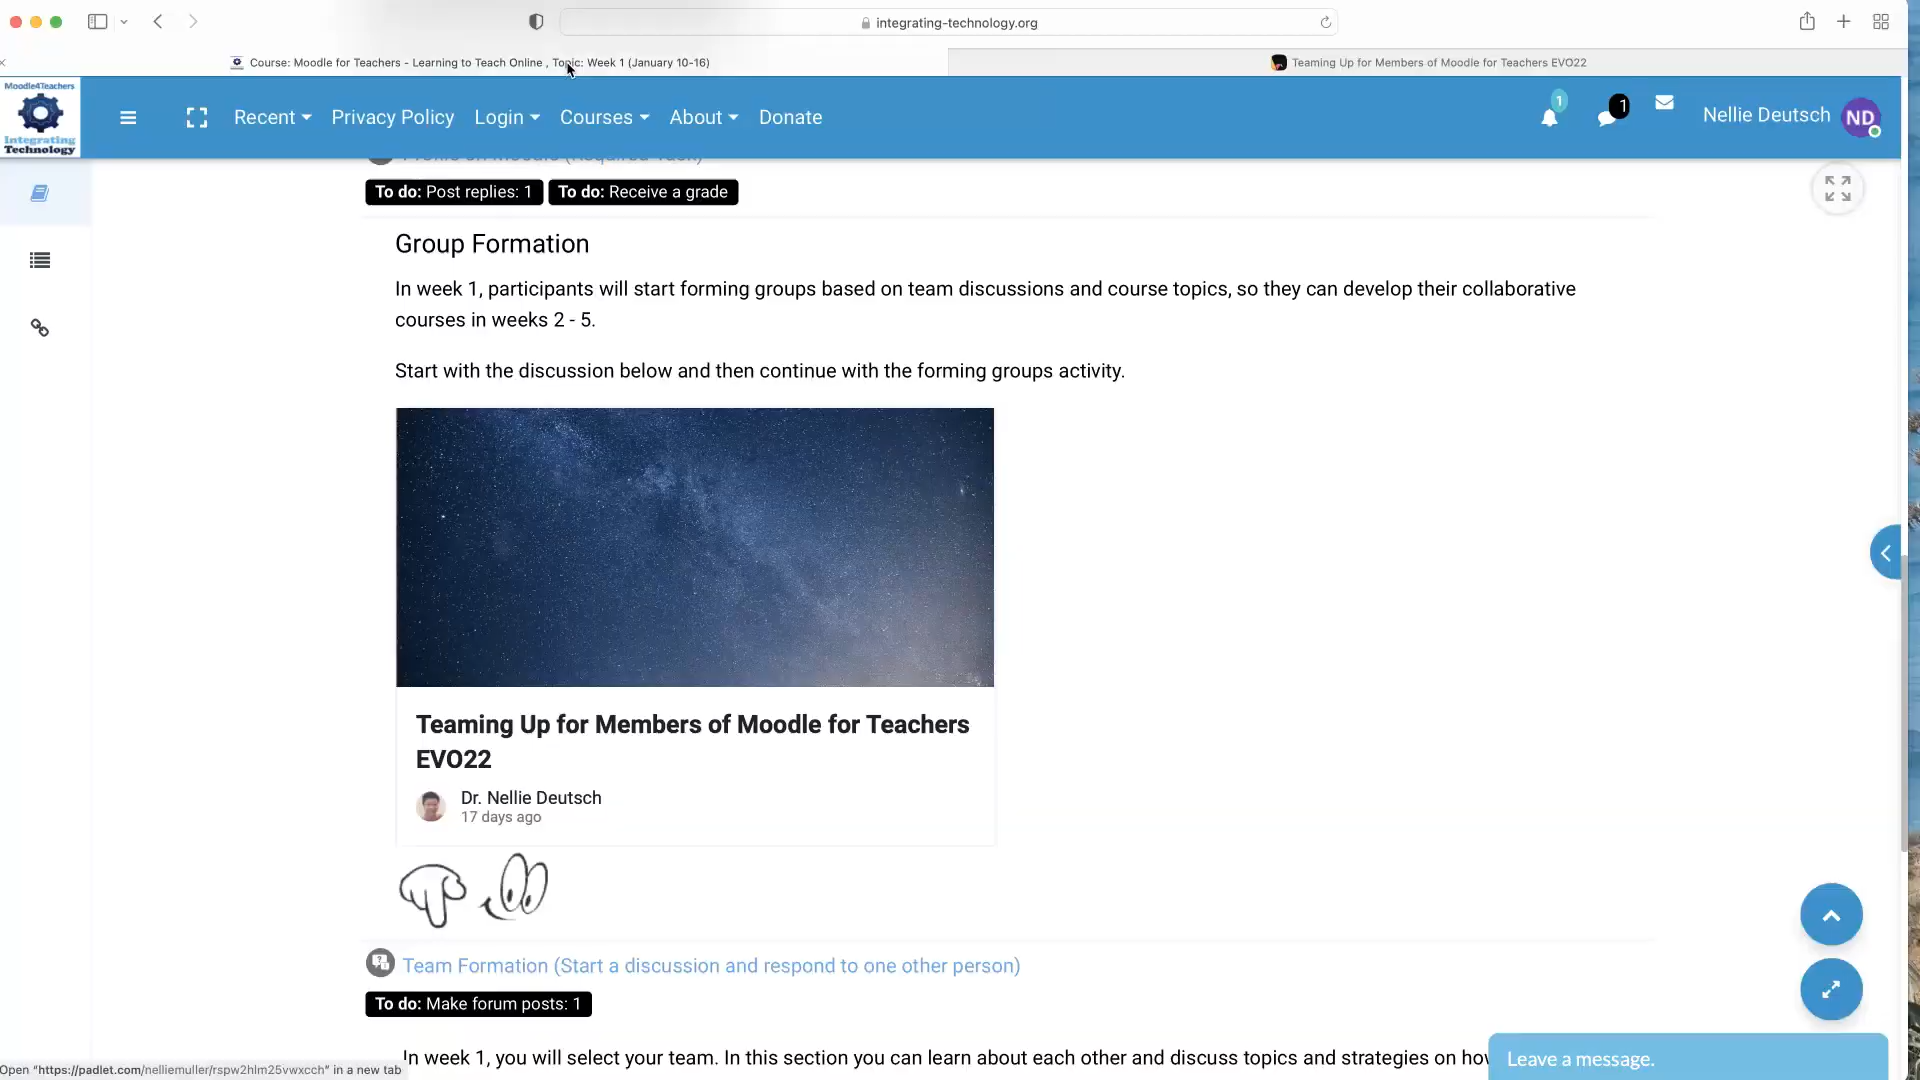 integrating-technology.org
Course: Moodle for Teachers - Learning to Teach Online , Topic: Week 1 (January 10-16)
Teaming Up for Members of Moodle for Teachers EVO22
Moodle4Teachers
Integrating
Technology
Recent
Privacy Policy
Login
Courses
About
Donate
1
1
Nellie Deutsch
ND
Profile on Moodle (Required Task)
To do: Post replies: 1
To do: Receive a grade
Group Formation
In week 1, participants will start forming groups based on team discussions and course topics, so they can develop their collaborative
courses in weeks 2 - 5.
Start with the discussion below and then continue with the forming groups activity.
Teaming Up for Members of Moodle for Teachers
EVO22
Dr. Nellie Deutsch
17 days ago
Team Formation (Start a discussion and respond to one other person)
To do: Make forum posts: 1
In week 1, you will select your team. In this section you can learn about each other and discuss topics and strategies on how
Leave a message.
Open "https://padlet.com/nelliemuller/rspw2hlm25vwxcch" in a new tab